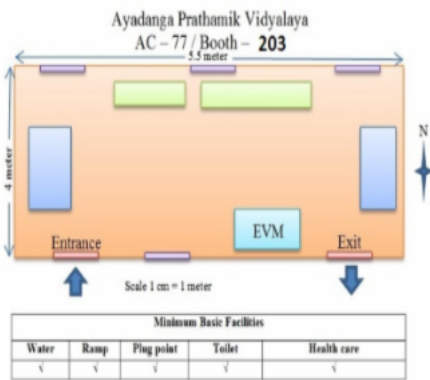 Ayadanga Prathamik Vidyalaya
AC – 77 / Booth – 203
5.5 meter
4 meter
N
EVM
Entrance
Exit
Scale 1 cm = 1 meter
Minimum Basic Facilities
Water Ramp Plug point Toilet Health care
√ √ √ √ √